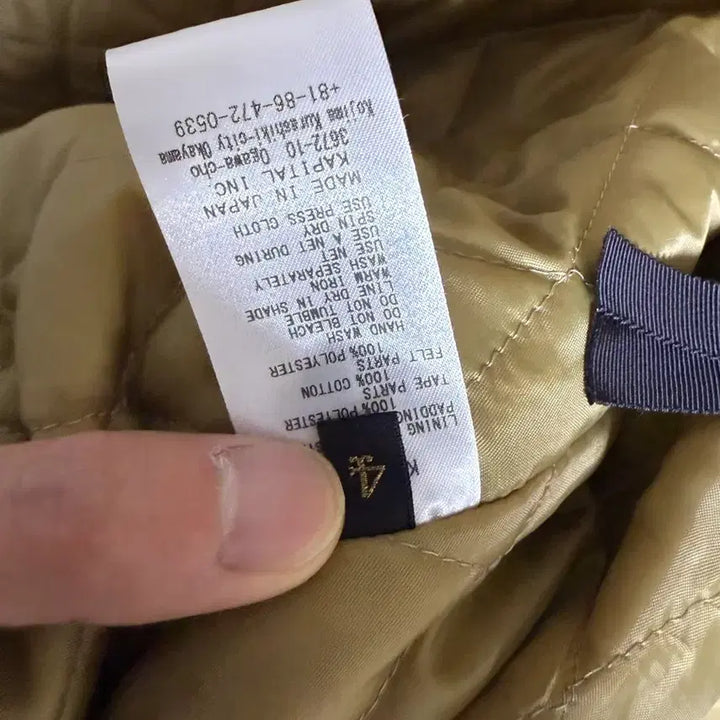 LINING
PADDING 100% POLYESTER
TAPE PARTS
100% COTTON
FELT PARTS
100% POLYESTER
HAND WASH
DO NOT BLEACH
DO NOT TUMBLE
LINE DRY IN SHADE
WARM IRON
WASH SEPARATELY
USE NET
USE A NET DURING
SPIN DRY
USE PRESS CLOTH
MADE IN JAPAN
KAPITAL INC.
3672-10 Ogawa-cho
Kojima Kurashiki-city Okayama
+81-86-472-0539
4